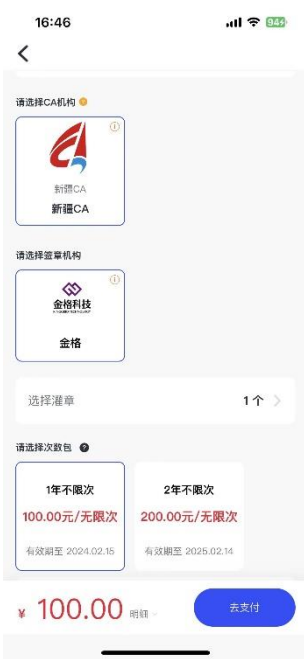 16:46
94
请选择CA机构
新疆CA
新疆CA
请选择签章机构
金格科技
金格
选择灌章
1个
请选择次数包
1年不限次
100.00元/无限次
有效期至 2024.02.15
2年不限次
200.00元/无限次
有效期至 2025.02.14
¥ 100.00 明细
去支付